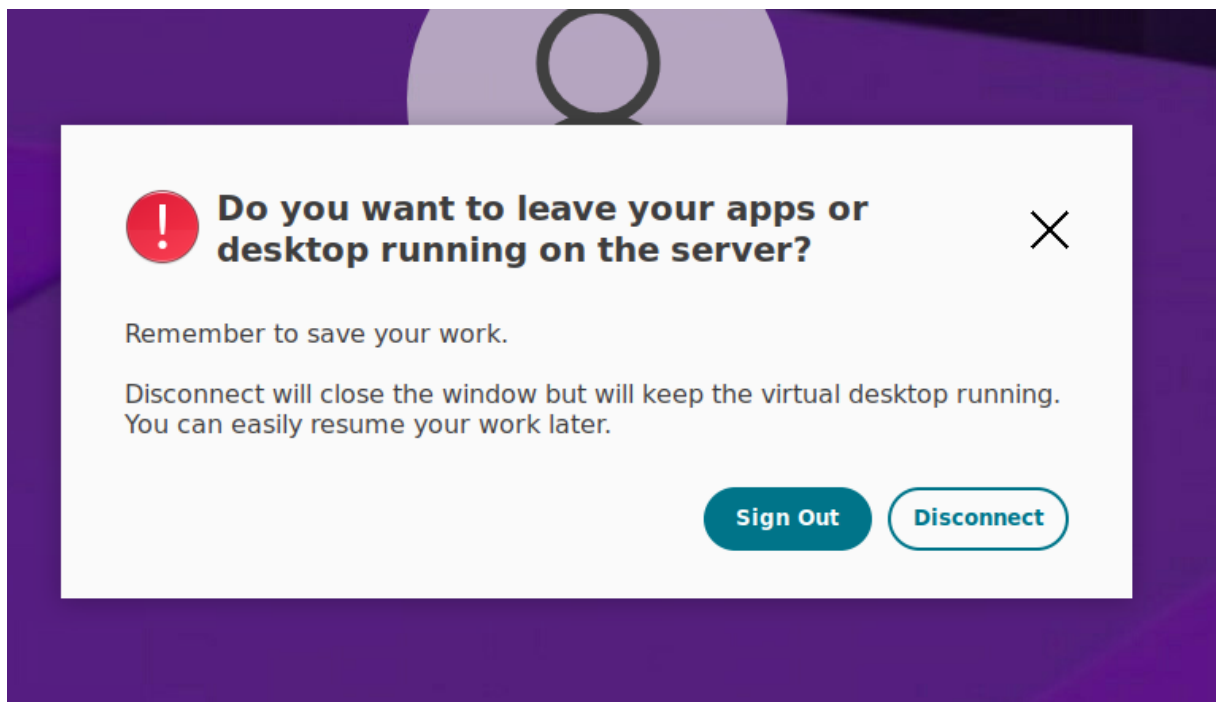 Do you want to leave your apps or
desktop running on the server?
Remember to save your work.
Disconnect will close the window but will keep the virtual desktop running.
You can easily resume your work later.
Sign Out
Disconnect